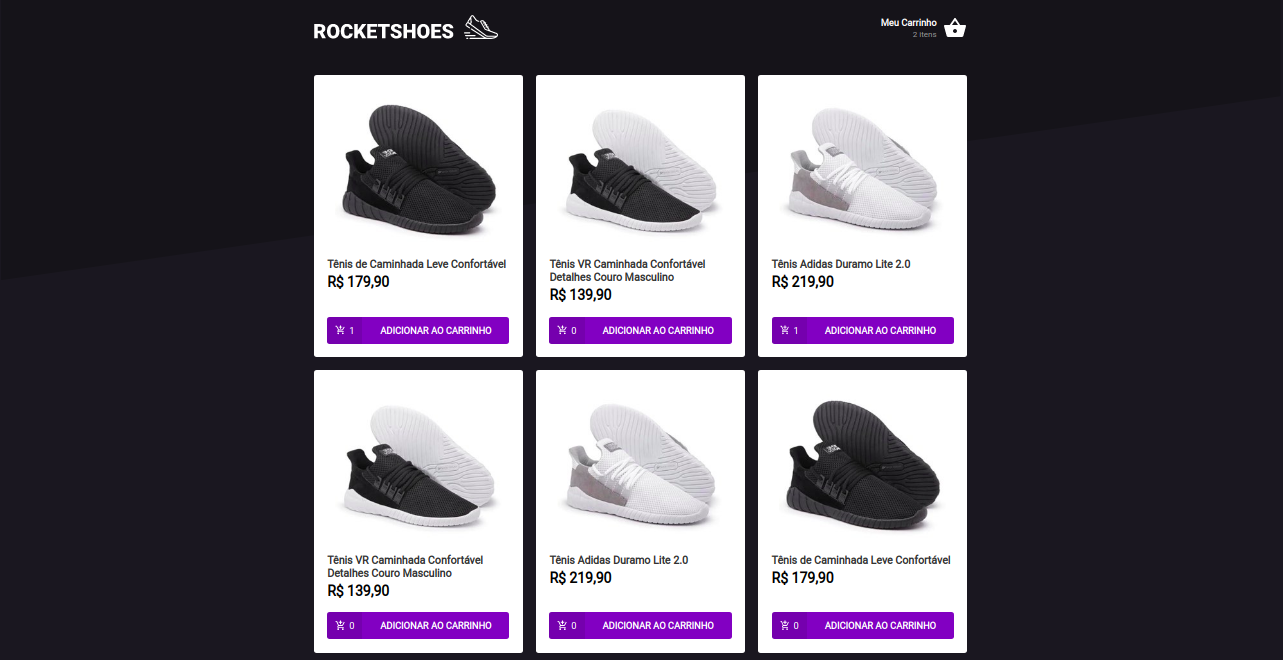 ROCKETSHOES
Meu Carrinho
2 itens
Tênis de Caminhada Leve Confortável
R$ 179,90
1 ADICIONAR AO CARRINHO
Tênis VR Caminhada Confortável
Detalhes Couro Masculino
R$ 139,90
0 ADICIONAR AO CARRINHO
Tênis Adidas Duramo Lite 2.0
R$ 219,90
1 ADICIONAR AO CARRINHO
Tênis VR Caminhada Confortável
Detalhes Couro Masculino
R$ 139,90
0 ADICIONAR AO CARRINHO
Tênis Adidas Duramo Lite 2.0
R$ 219,90
0 ADICIONAR AO CARRINHO
Tênis de Caminhada Leve Confortável
R$ 179,90
0 ADICIONAR AO CARRINHO